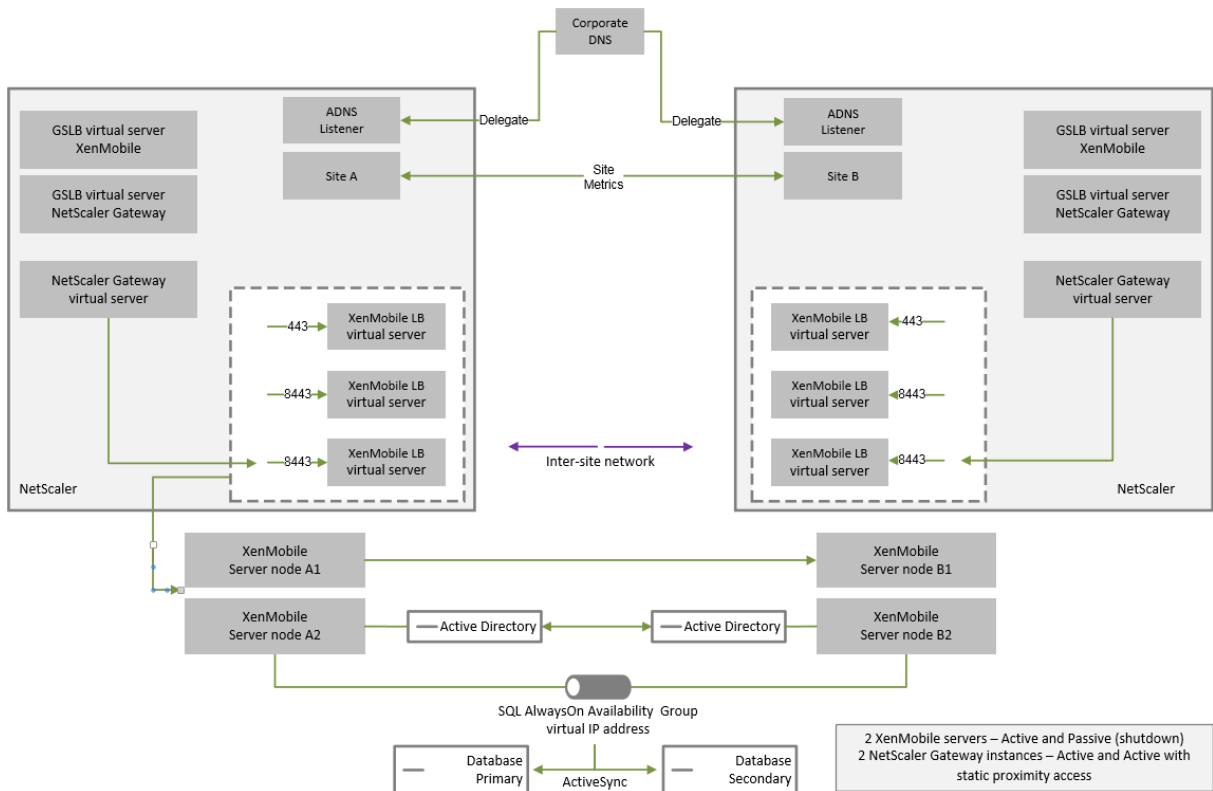 Corporate
DNS
ADNS
Listener
Delegate
Delegate
ADNS
Listener
GSLB virtual server
XenMobile
GSLB virtual server
XenMobile
Site A
Site
Metrics
Site B
GSLB virtual server
NetScaler Gateway
GSLB virtual server
NetScaler Gateway
NetScaler Gateway
virtual server
NetScaler Gateway
virtual server
443
XenMobile LB
virtual server
XenMobile LB
virtual server
443
8443
XenMobile LB
virtual server
XenMobile LB
virtual server
8443
8443
XenMobile LB
virtual server
Inter-site network
XenMobile LB
virtual server
8443
NetScaler
NetScaler
XenMobile
Server node A1
XenMobile
Server node B1
XenMobile
Server node A2
Active Directory
Active Directory
XenMobile
Server node B2
SQL AlwaysOn Availability Group
virtual IP address
Database
Primary
ActiveSync
Database
Secondary
2 XenMobile servers – Active and Passive (shutdown)
2 NetScaler Gateway instances – Active and Active with
static proximity access